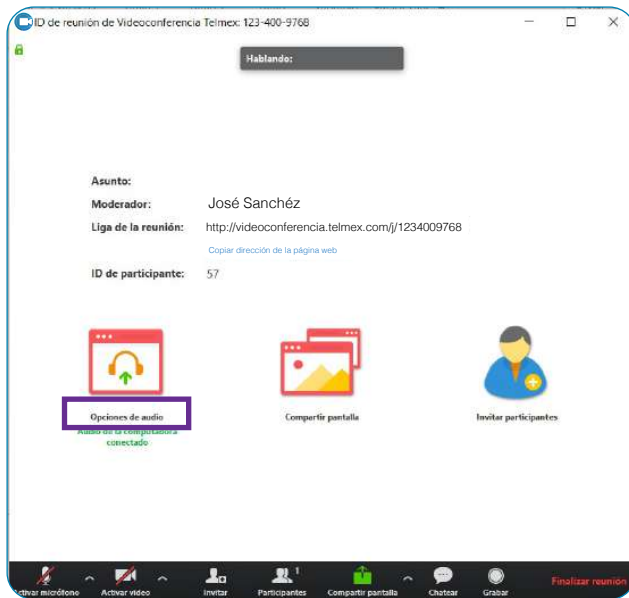 ID de reunión de Videoconferencia Telmex: 123-400-9768
Hablando:
Asunto:
Moderador: José Sanchéz
Liga de la reunión: http://videoconferencia.telmex.com/j/1234009768
Copiar dirección de la página web
ID de participante: 57
Opciones de audio
Audio de la computadora
conectado
Compartir pantalla
Invitar participantes
1
ctivar micrófono Activar video Invitar Participantes Compartir pantalla Chatear Grabar Finalizar reunión